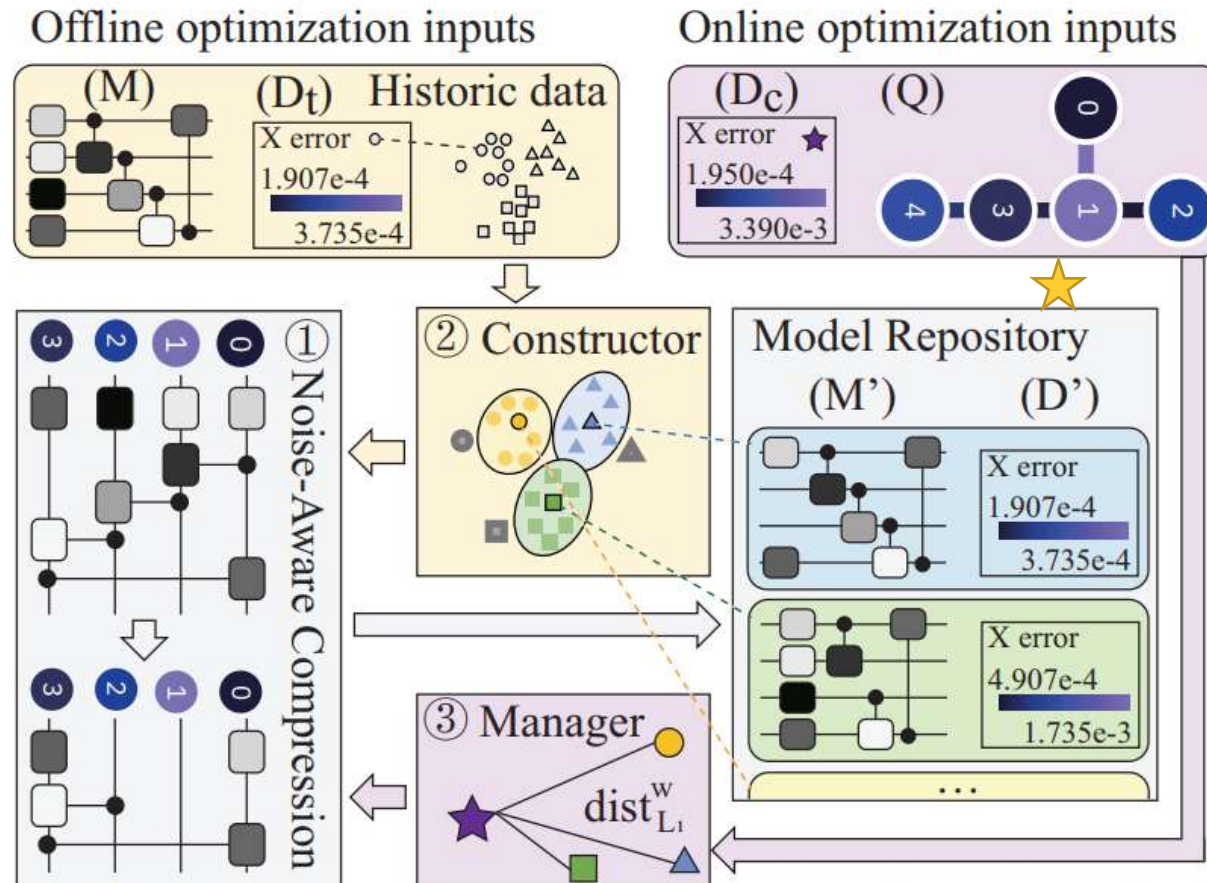 Offline optimization inputs
Online optimization inputs
(M)
(Dt)
Historic data
X error
1.907e-4
3.735e-4
(Dc)
(Q)
X error
1.950e-4
3.390e-3
0
4
3
1
2
3
2
1
0
① Noise-Aware Compression
3
2
1
0
② Constructor
③ Manager
dist^w_L1
Model Repository
(M’)
(D’)
X error
1.907e-4
3.735e-4
X error
4.907e-4
1.735e-3
...